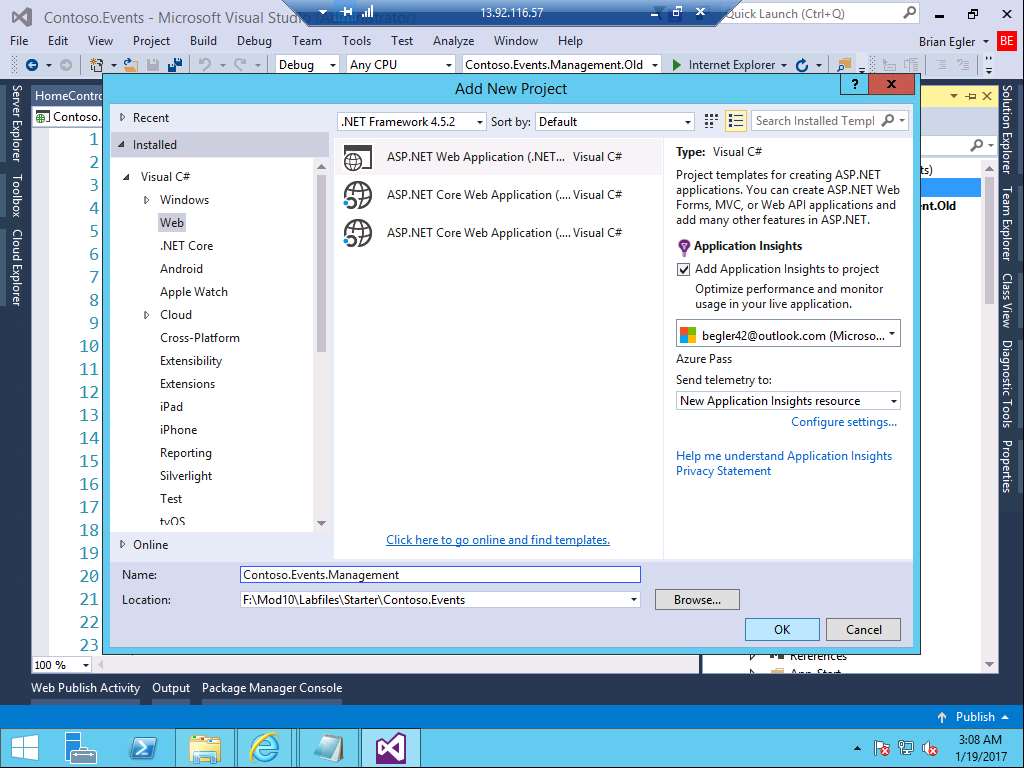 Contoso.Events - Microsoft Visual Studio (Administrator)
13.92.116.57
Quick Launch (Ctrl+Q)
File Edit View Project Build Debug Team Tools Test Analyze Window Help
Brian Egler BE
Debug Any CPU Contoso.Events.Management.Old Internet Explorer
Server Explorer
Toolbox
Cloud Explorer
HomeContro
Contoso.
1
2
3
4
5
6
7
8
9
10
11
12
13
14
15
16
17
18
19
20
21
22
23
100 %
Add New Project
? X
Recent
Installed
Visual C#
Windows
Web
.NET Core
Android
Apple Watch
Cloud
Cross-Platform
Extensibility
Extensions
iPad
iPhone
Reporting
Silverlight
Test
tvOS
Online
.NET Framework 4.5.2 Sort by: Default
Search Installed Templ
ASP.NET Web Application (.NET... Visual C#
ASP.NET Core Web Application (.... Visual C#
ASP.NET Core Web Application (.... Visual C#
Click here to go online and find templates.
Type: Visual C#
Project templates for creating ASP.NET
applications. You can create ASP.NET Web
Forms, MVC, or Web API applications and
add many other features in ASP.NET.
Application Insights
Add Application Insights to project
Optimize performance and monitor
usage in your live application.
begler42@outlook.com (Microso...
Azure Pass
Send telemetry to:
New Application Insights resource
Configure settings...
Help me understand Application Insights
Privacy Statement
Name: Contoso.Events.Management
Location: F:\Mod10\Labfiles\Starter\Contoso.Events
Browse...
OK Cancel
ts)
ent.Old
References
App_Start
Solution Explorer
Team Explorer
Class View
Diagnostic Tools
Properties
Web Publish Activity Output Package Manager Console
Publish
3:08 AM
1/19/2017